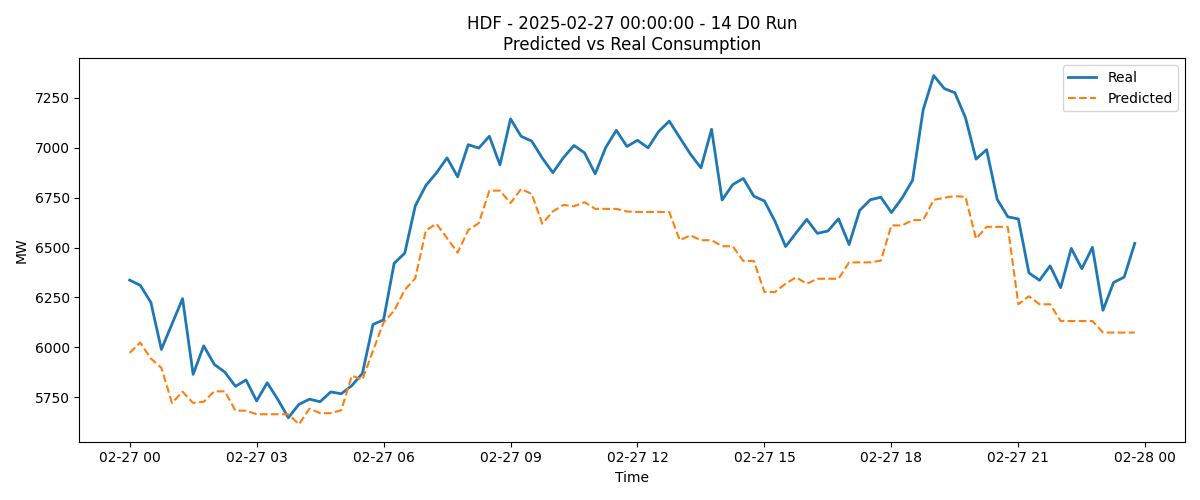 HDF - 2025-02-27 00:00:00 - 14 D0 Run
Predicted vs Real Consumption
Real
Predicted
MW
7250
7000
6750
6500
6250
6000
5750
02-27 00
02-27 03
02-27 06
02-27 09
02-27 12
02-27 15
02-27 18
02-27 21
02-28 00
Time